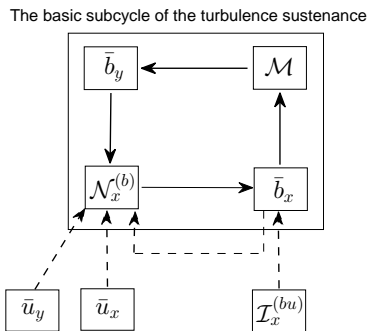 The basic subcycle of the turbulence sustenance
b̄_y
ℳ
𝒩_x^(b)
b̄_x
ū_y
ū_x
ℐ_x^(bu)